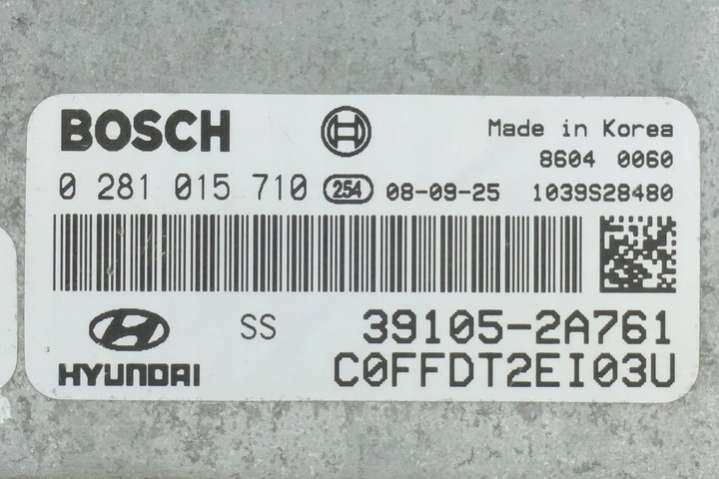 BOSCH
Made in Korea
8604 0060
0 281 015 710 254 08-09-25 1039S28480
HYUNDAI
SS
39105-2A761
C0FFDT2EI03U